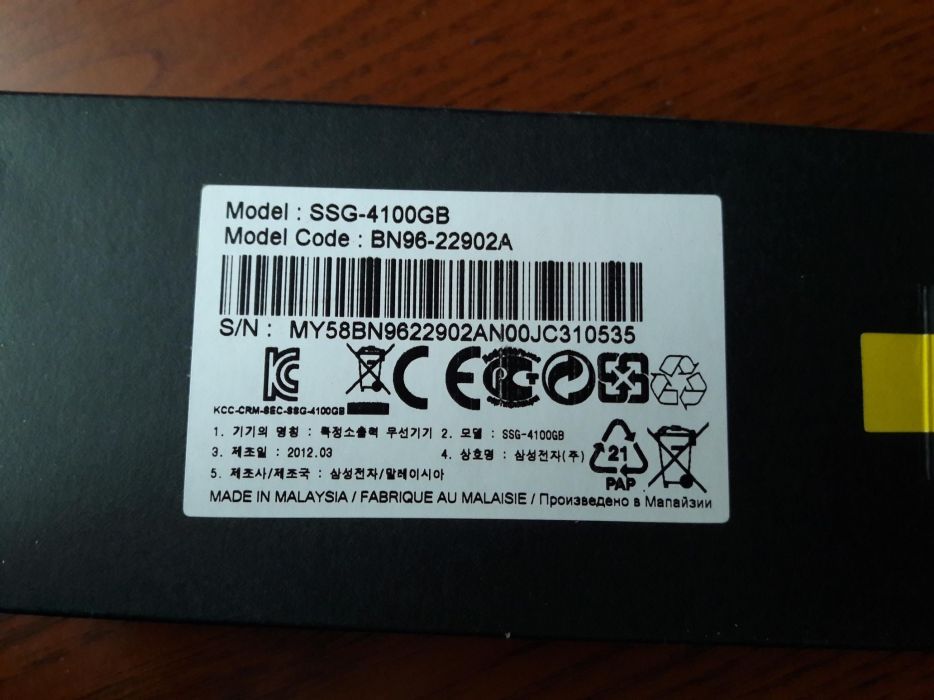 Model : SSG-4100GB
Model Code : BN96-22902A
S/N : MY58BN9622902AN00JC310535
KCC-CRM-SEC-SSG-4100GB
1. 기기의 명칭 : 특정소출력 무선기기 2. 모델 : SSG-4100GB
3. 제조일 : 2012.03 4. 상호명 : 삼성전자(주)
5. 제조사/제조국 : 삼성전자/말레이시아
21
PAP
MADE IN MALAYSIA / FABRIQUE AU MALAISIE / Произведено в Мапайзии